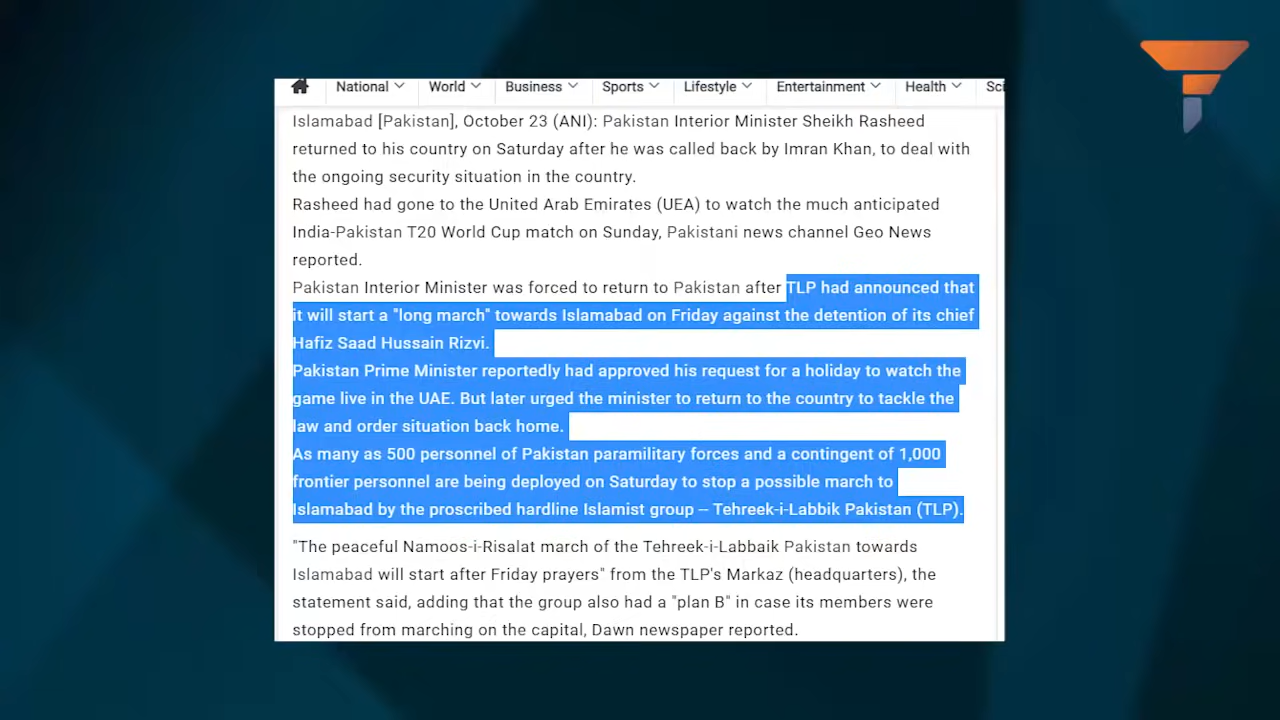 National World Business Sports Lifestyle Entertainment Health Sci
Islamabad [Pakistan], October 23 (ANI): Pakistan Interior Minister Sheikh Rasheed
returned to his country on Saturday after he was called back by Imran Khan, to deal with
the ongoing security situation in the country.
Rasheed had gone to the United Arab Emirates (UEA) to watch the much anticipated
India-Pakistan T20 World Cup match on Sunday, Pakistani news channel Geo News
reported.
Pakistan Interior Minister was forced to return to Pakistan after TLP had announced that
it will start a "long march" towards Islamabad on Friday against the detention of its chief
Hafiz Saad Hussain Rizvi.
Pakistan Prime Minister reportedly had approved his request for a holiday to watch the
game live in the UAE. But later urged the minister to return to the country to tackle the
law and order situation back home.
As many as 500 personnel of Pakistan paramilitary forces and a contingent of 1,000
frontier personnel are being deployed on Saturday to stop a possible march to
Islamabad by the proscribed hardline Islamist group -- Tehreek-i-Labbik Pakistan (TLP).
"The peaceful Namoos-i-Risalat march of the Tehreek-i-Labbaik Pakistan towards
Islamabad will start after Friday prayers" from the TLP's Markaz (headquarters), the
statement said, adding that the group also had a "plan B" in case its members were
stopped from marching on the capital, Dawn newspaper reported.